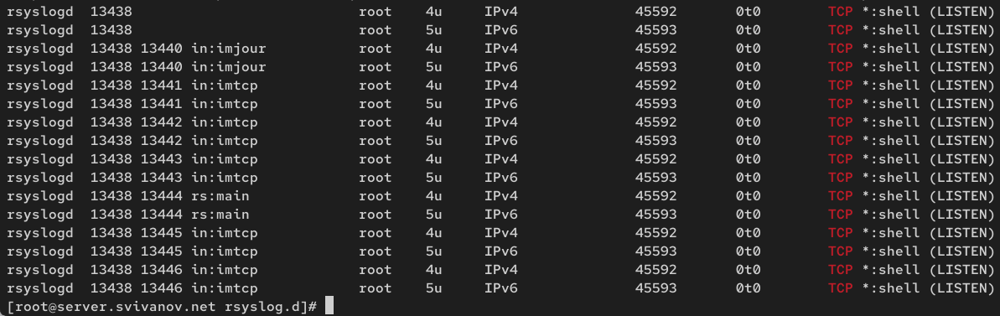 rsyslogd  13438                           root    4u      IPv4              45592       0t0        TCP *:shell (LISTEN)
rsyslogd  13438                           root    5u      IPv6              45593       0t0        TCP *:shell (LISTEN)
rsyslogd  13438 13440 in:imjour           root    4u      IPv4              45592       0t0        TCP *:shell (LISTEN)
rsyslogd  13438 13440 in:imjour           root    5u      IPv6              45593       0t0        TCP *:shell (LISTEN)
rsyslogd  13438 13441 in:imtcp            root    4u      IPv4              45592       0t0        TCP *:shell (LISTEN)
rsyslogd  13438 13441 in:imtcp            root    5u      IPv6              45593       0t0        TCP *:shell (LISTEN)
rsyslogd  13438 13442 in:imtcp            root    4u      IPv4              45592       0t0        TCP *:shell (LISTEN)
rsyslogd  13438 13442 in:imtcp            root    5u      IPv6              45593       0t0        TCP *:shell (LISTEN)
rsyslogd  13438 13443 in:imtcp            root    4u      IPv4              45592       0t0        TCP *:shell (LISTEN)
rsyslogd  13438 13443 in:imtcp            root    5u      IPv6              45593       0t0        TCP *:shell (LISTEN)
rsyslogd  13438 13444 rs:main             root    4u      IPv4              45592       0t0        TCP *:shell (LISTEN)
rsyslogd  13438 13444 rs:main             root    5u      IPv6              45593       0t0        TCP *:shell (LISTEN)
rsyslogd  13438 13445 in:imtcp            root    4u      IPv4              45592       0t0        TCP *:shell (LISTEN)
rsyslogd  13438 13445 in:imtcp            root    5u      IPv6              45593       0t0        TCP *:shell (LISTEN)
rsyslogd  13438 13446 in:imtcp            root    4u      IPv4              45592       0t0        TCP *:shell (LISTEN)
rsyslogd  13438 13446 in:imtcp            root    5u      IPv6              45593       0t0        TCP *:shell (LISTEN)
[root@server.svivanov.net rsyslog.d]#